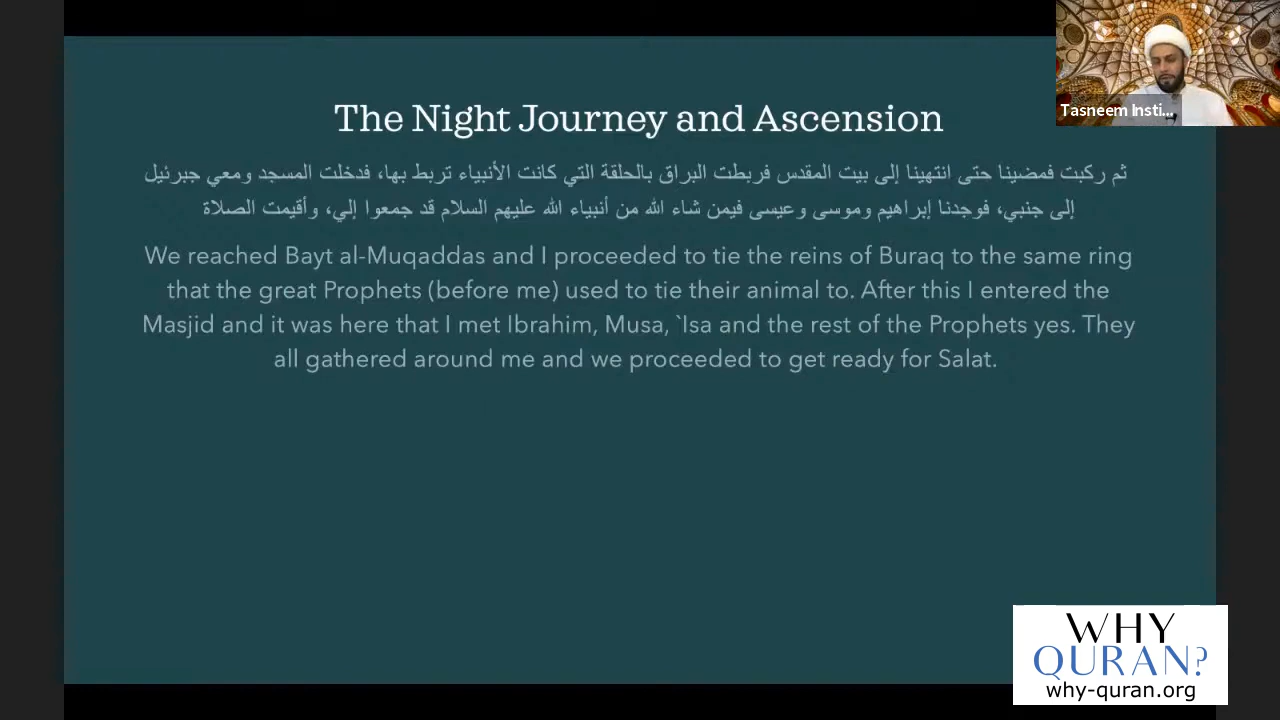 Tasneem Insti...
The Night Journey and Ascension
ثم ركبت فمضينا حتى انتهينا إلى بيت المقدس فربطت البراق بالحلقة التي كانت الأنبياء تربط بها، فدخلت المسجد ومعي جبرئيل
إلى جنبي، فوجدنا إبراهيم وموسى وعيسى فيمن شاء الله من أنبياء الله عليهم السلام قد جمعوا إلي، وأقيمت الصلاة
We reached Bayt al-Muqaddas and I proceeded to tie the reins of Buraq to the same ring
that the great Prophets (before me) used to tie their animal to. After this I entered the
Masjid and it was here that I met Ibrahim, Musa, `Isa and the rest of the Prophets yes. They
all gathered around me and we proceeded to get ready for Salat.
WHY
QURAN?
why-quran.org